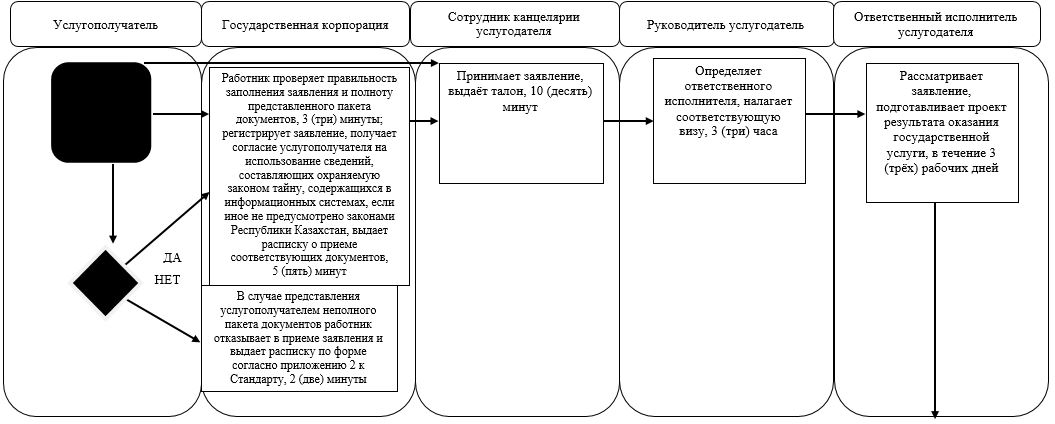 Услугополучатель
Государственная корпорация
Сотрудник канцелярии
услугодателя
Руководитель услугодатель
Ответственный исполнитель
услугодателя
Работник проверяет правильность
заполнения заявления и полноту
представленного пакета
документов, 3 (три) минуты;
регистрирует заявление, получает
согласие услугополучателя на
использование сведений,
составляющих охраняемую
законом тайну, содержащихся в
информационных системах, если
иное не предусмотрено законами
Республики Казахстан, выдает
расписку о приеме
соответствующих документов,
5 (пять) минут
Принимает заявление,
выдаёт талон, 10 (десять)
минут
Определяет
ответственного
исполнителя, налагает
соответствующую
визу, 3 (три) часа
Рассматривает
заявление,
подготавливает проект
результата оказания
государственной
услуги, в течение 3
(трёх) рабочих дней
ДА
НЕТ
В случае представления
услугополучателем неполного
пакета документов работник
отказывает в приеме заявления и
выдает расписку по форме
согласно приложению 2 к
Стандарту, 2 (две) минуты